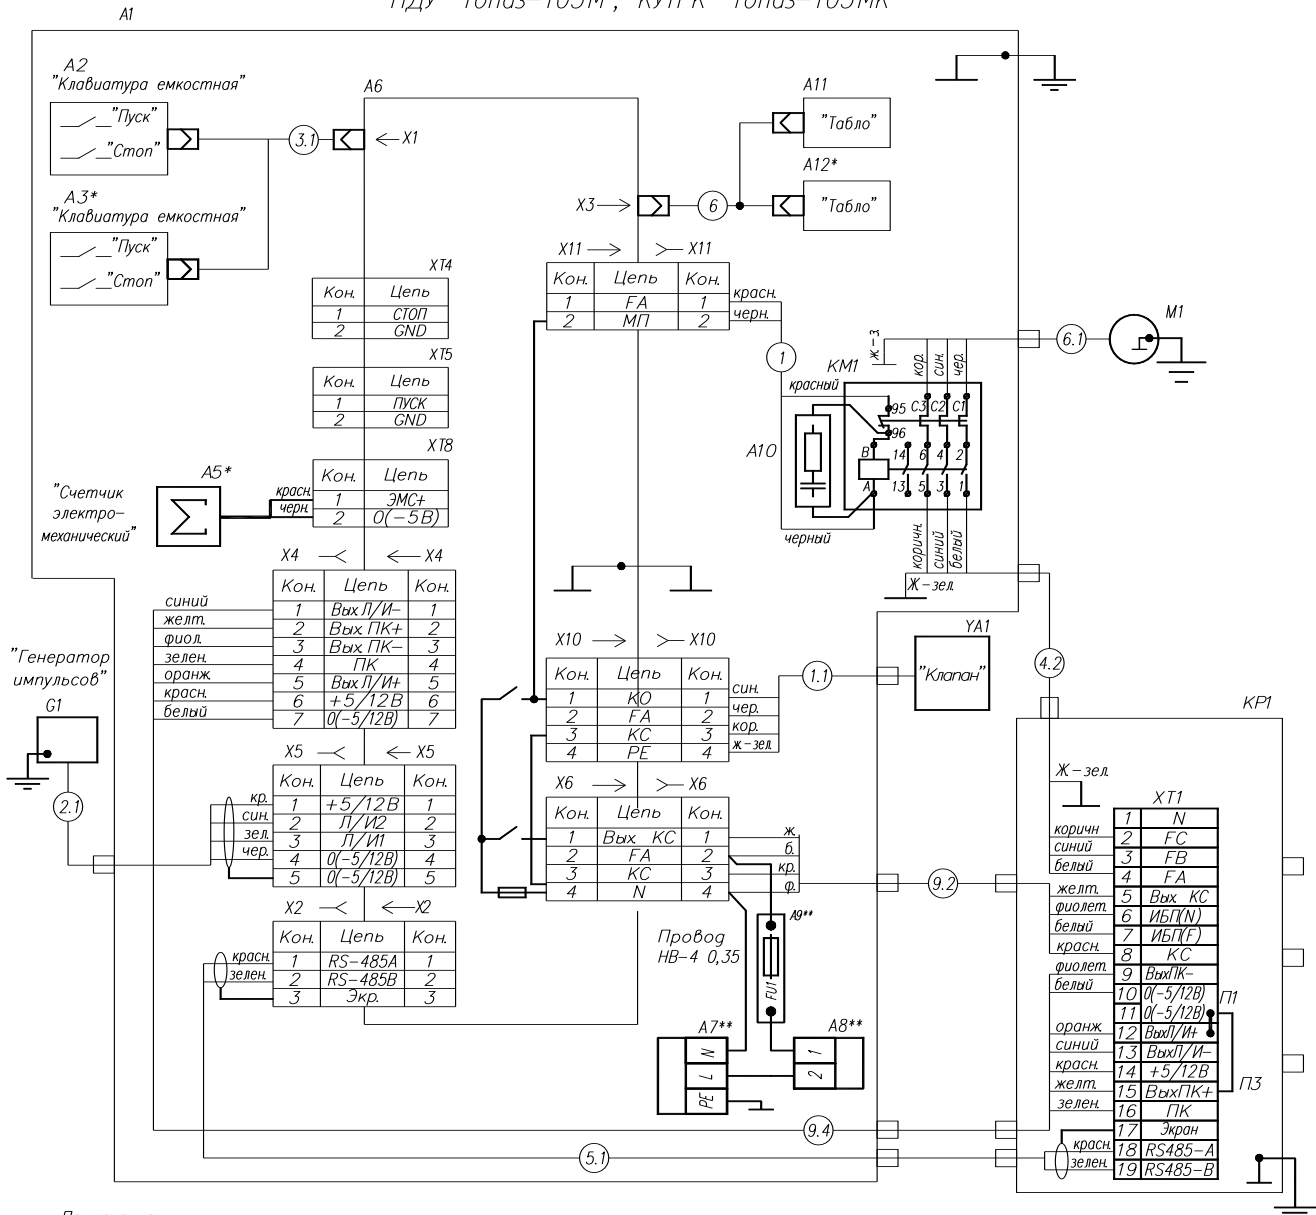 A1
A2
"Клавиатура емкостная"
"Пуск"
"Стоп"
A3*
"Клавиатура емкостная"
"Пуск"
"Стоп"
3.1
X1
A6
A11
"Табло"
A12*
"Табло"
X3
6
XT4
Кон. Цепь
1 СТОП
2 GND
XT5
Кон. Цепь
1 ПУСК
2 GND
XT8
Кон. Цепь
1 ЭМС+
2 0(-5В)
красн.
черн.
A5*
"Счетчик
электро-
механический"
X11 X11
Кон. Цепь Кон.
1 FA 1
2 МП 2
красн.
черн.
1
KM1
красный
A10
черный
95
96
C3 C2 C1
B
14 6 4 2
A
13 5 3 1
ж-з.
кор.
син.
чер.
коричн.
синий
белый
Ж-зел.
6.1
M1
X4 X4
Кон. Цепь Кон.
1 Вых.Л/И- 1
2 Вых.ПК+ 2
3 Вых.ПК- 3
4 ПК 4
5 Вых.Л/И+ 5
6 +5/12В 6
7 0(-5/12В) 7
синий
желт.
фиол.
зелен.
оранж.
красн.
белый
"Генератор
импульсов"
G1
2.1
X5 X5
Кон. Цепь Кон.
1 +5/12В 1
2 Л/И2 2
3 Л/И1 3
4 0(-5/12В) 4
5 0(-5/12В) 5
кр.
син.
зел.
чер.
X2 X2
Кон. Цепь Кон.
1 RS-485A 1
2 RS-485B 2
3 Экр. 3
красн.
зелен.
X10 X10
Кон. Цепь Кон.
1 КО 1
2 FA 2
3 КС 3
4 PE 4
син.
чер.
кор.
ж-зел.
1.1
YA1
"Клапан"
4.2
X6 X6
Кон. Цепь Кон.
1 Вых КС 1
2 FA 2
3 КС 3
4 N 4
ж.
б.
кр.
ф.
9.2
Провод
НВ-4 0,35
A9**
FU1
A7**
N
L
PE
A8**
1
2
9.4
5.1
KP1
Ж-зел.
XT1
1 N
2 FC
3 FB
4 FA
5 Вых КС
6 ИБП(N)
7 ИБП(F)
8 КС
9 ВыхПК-
10 0(-5/12В)
11 0(-5/12В)
12 ВыхЛ/И+
13 ВыхЛ/И-
14 +5/12В
15 ВыхПК+
16 ПК
17 Экран
18 RS485-A
19 RS485-B
коричн
синий
белый
желт.
фиолет.
белый
красн.
фиолет.
белый
оранж.
синий
красн.
желт.
зелен.
красн.
зелен.
П1
П3